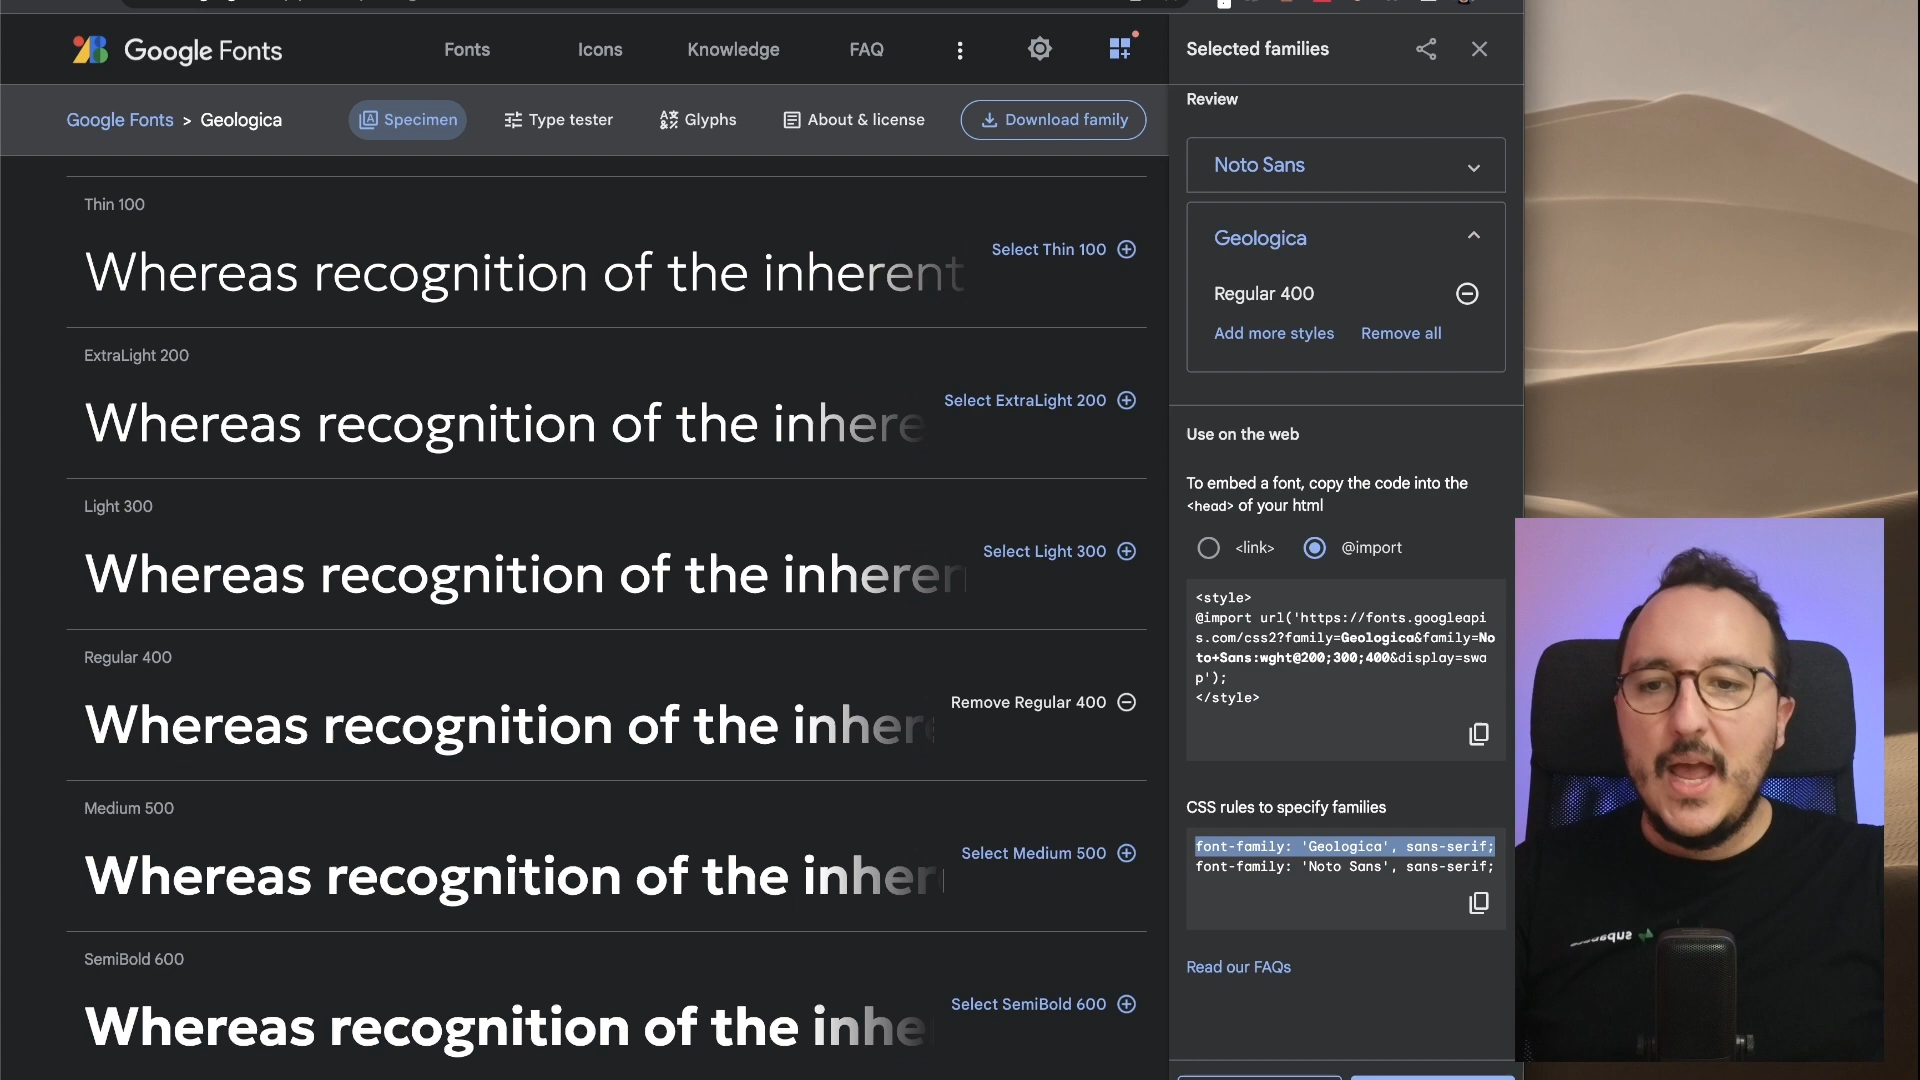 Google Fonts
Fonts
Icons
Knowledge
FAQ
Selected families
Google Fonts > Geologica
Specimen
Type tester
Glyphs
About & license
Download family
Review
Noto Sans
Geologica
Regular 400
Add more styles
Remove all
Thin 100
Whereas recognition of the inherent
Select Thin 100
ExtraLight 200
Whereas recognition of the inhere
Select ExtraLight 200
Light 300
Whereas recognition of the inheren
Select Light 300
Regular 400
Whereas recognition of the inhere
Remove Regular 400
Medium 500
Whereas recognition of the inher
Select Medium 500
SemiBold 600
Whereas recognition of the inhe
Select SemiBold 600
Use on the web
To embed a font, copy the code into the
<head> of your html
<link>
@import
<style>
@import url('https://fonts.googleapi
s.com/css2?family=Geologica&family=No
to+Sans:wght@200;300;400&display=swa
p');
</style>
CSS rules to specify families
font-family: 'Geologica', sans-serif;
font-family: 'Noto Sans', sans-serif;
Read our FAQs